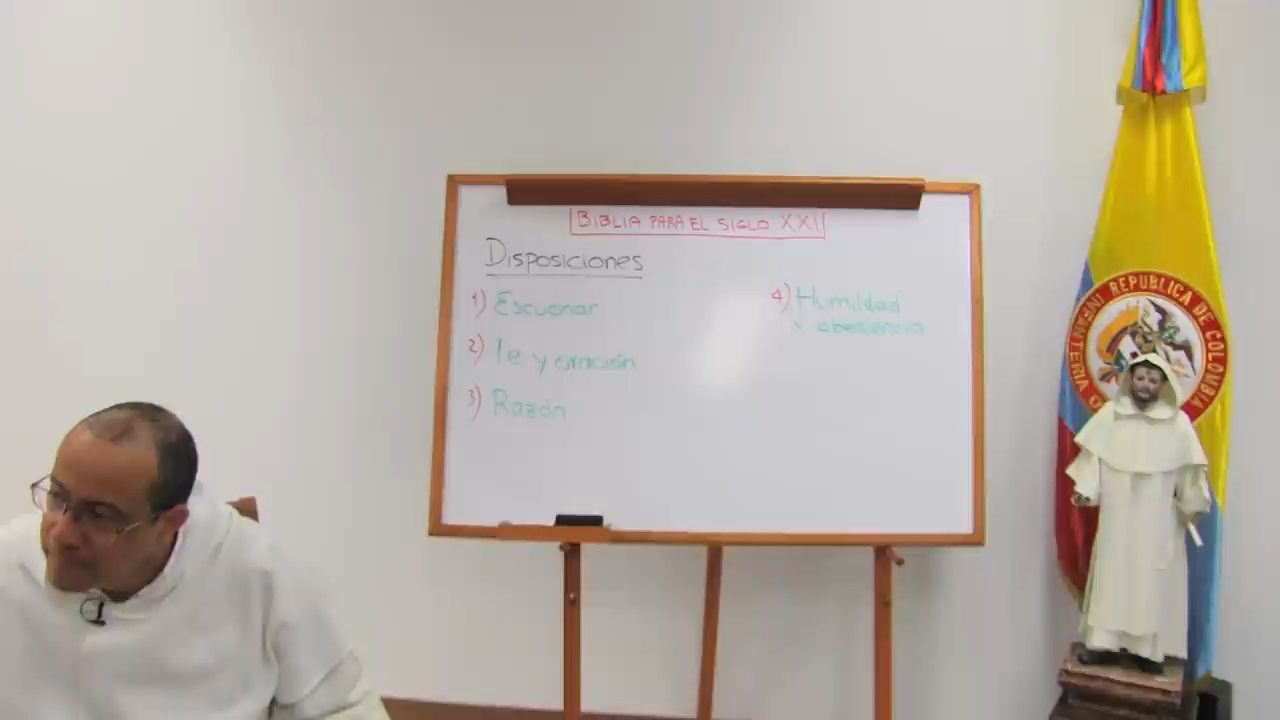 BIBLIA PARA EL SIGLO XXI
Disposiciones
1) Escuchar
2) Fe y oración
3) Razón
4) Humildad
y obediencia
REPUBLICA DE COLOMBIA
INFANTE